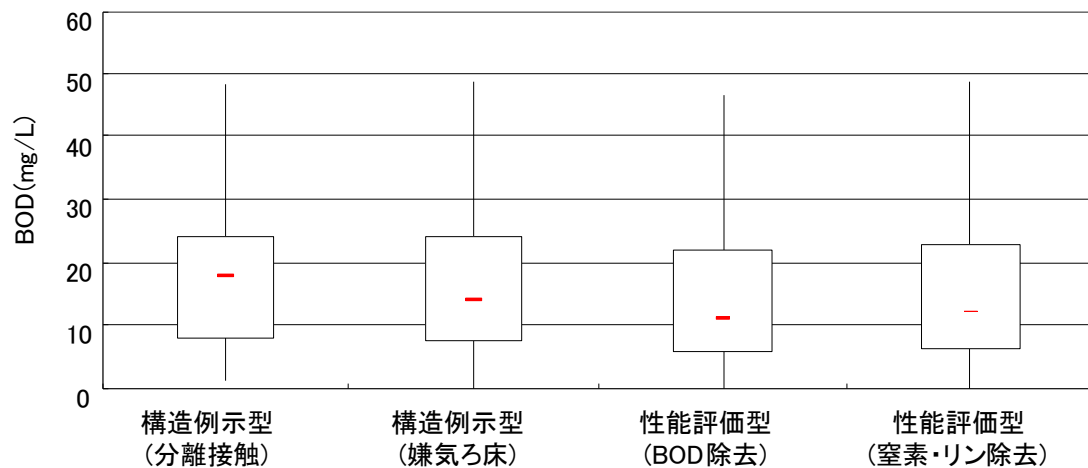 60
50
40
30
20
10
0
BOD(㎎/L)
構造例示型
(分離接触)
構造例示型
(嫌気ろ床)
性能評価型
(BOD除去)
性能評価型
(窒素・リン除去)